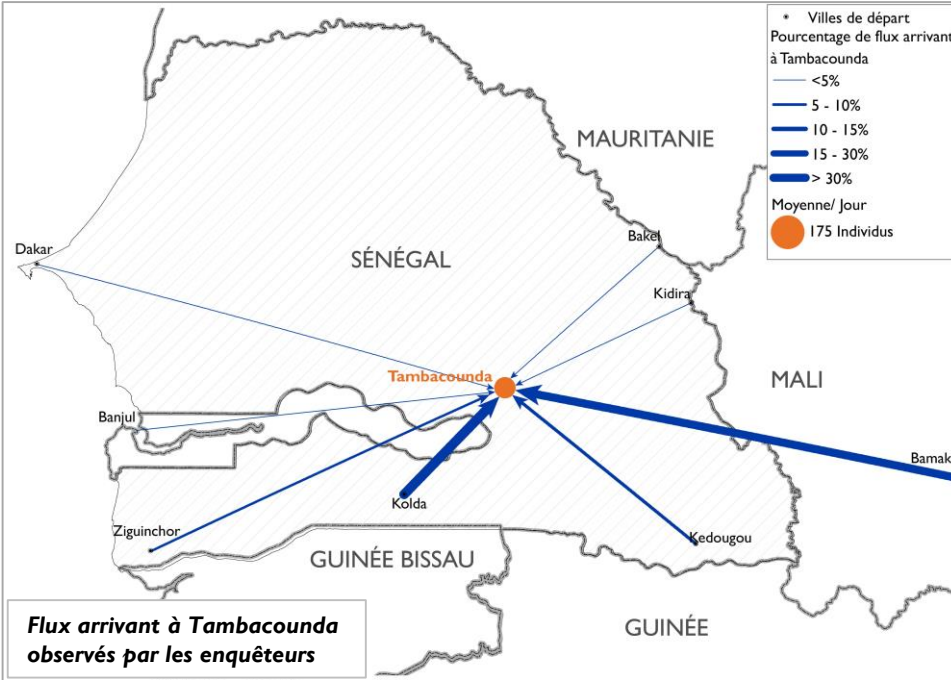 Villes de départ
Pourcentage de flux arrivant
à Tambacounda
<5%
5 - 10%
10 - 15%
15 - 30%
> 30%
Moyenne/ Jour
175 Individus
MAURITANIE
Bakel
Dakar
SÉNÉGAL
Kidira
Tambacounda
MALI
Banjul
Bamak
Kolda
Ziguinchor
Kedougou
GUINÉE BISSAU
GUINÉE
Flux arrivant à Tambacounda
observés par les enquêteurs